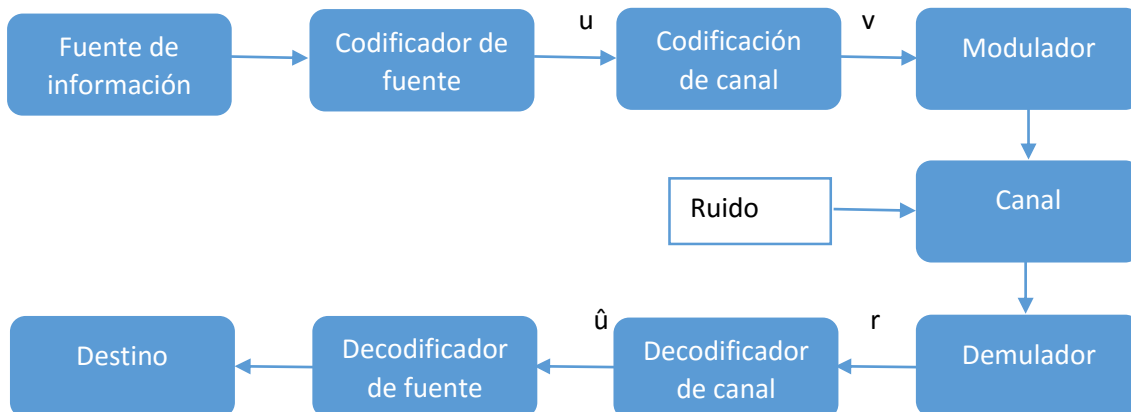 Fuente de
información
Codificador de
fuente
u
Codificación
de canal
v
Modulador
Ruido
Canal
Destino
Decodificador
de fuente
û
Decodificador
de canal
r
Demulador